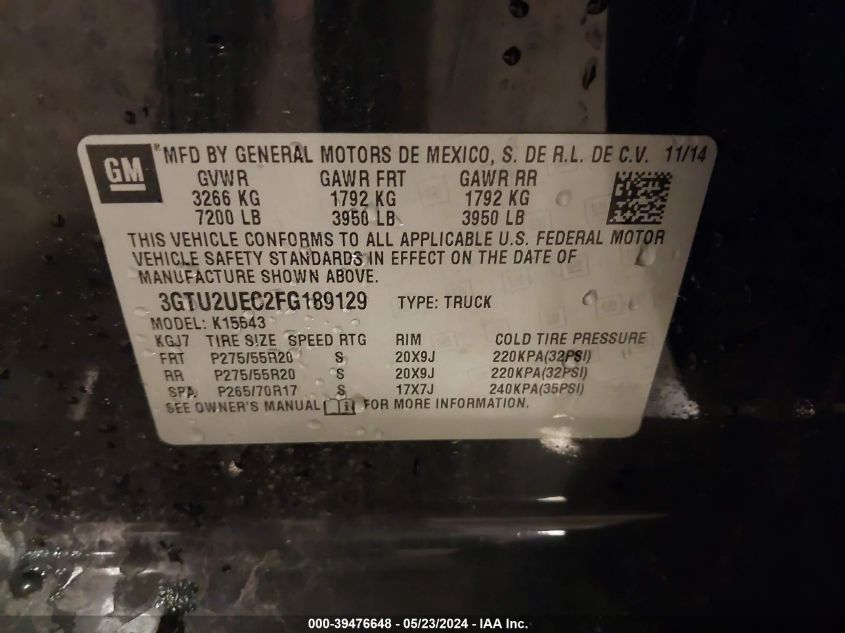 GM ® MFD BY GENERAL MOTORS DE MEXICO, S. DE R.L. DE C.V. 11/14
GVWR GAWR FRT GAWR RR
3266 KG 1792 KG 1792 KG
7200 LB 3950 LB 3950 LB
THIS VEHICLE CONFORMS TO ALL APPLICABLE U.S. FEDERAL MOTOR
VEHICLE SAFETY STANDARDS IN EFFECT ON THE DATE OF
MANUFACTURE SHOWN ABOVE.
3GTU2UEC2FG189129 TYPE: TRUCK
MODEL: K15543
KGJ7 TIRE SIZE SPEED RTG RIM COLD TIRE PRESSURE
FRT P275/55R20 S 20X9J 220KPA(32PSI)
RR P275/55R20 S 20X9J 220KPA(32PSI)
SPA P265/70R17 S 17X7J 240KPA(35PSI)
SEE OWNER'S MANUAL FOR MORE INFORMATION.
000-39476648 - 05/23/2024 - IAA Inc.